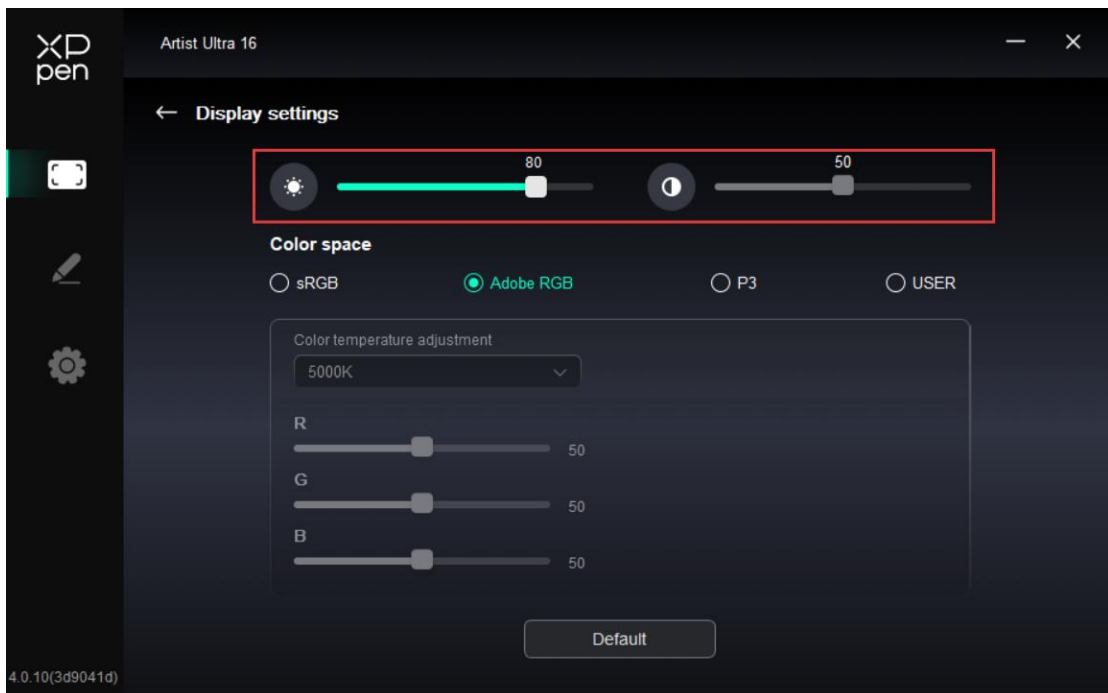 XP
pen
Artist Ultra 16
Display settings
80
50
Color space
sRGB
Adobe RGB
P3
USER
Color temperature adjustment
5000K
R
50
G
50
B
50
Default
4.0.10(3d9041d)